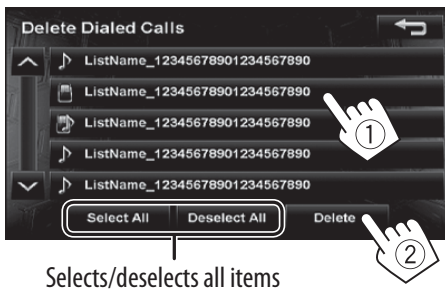 Delete Dialed Calls
ListName_12345678901234567890
ListName_12345678901234567890
ListName_12345678901234567890
ListName_12345678901234567890
ListName_12345678901234567890
Select All Deselect All Delete
1
2
Selects/deselects all items